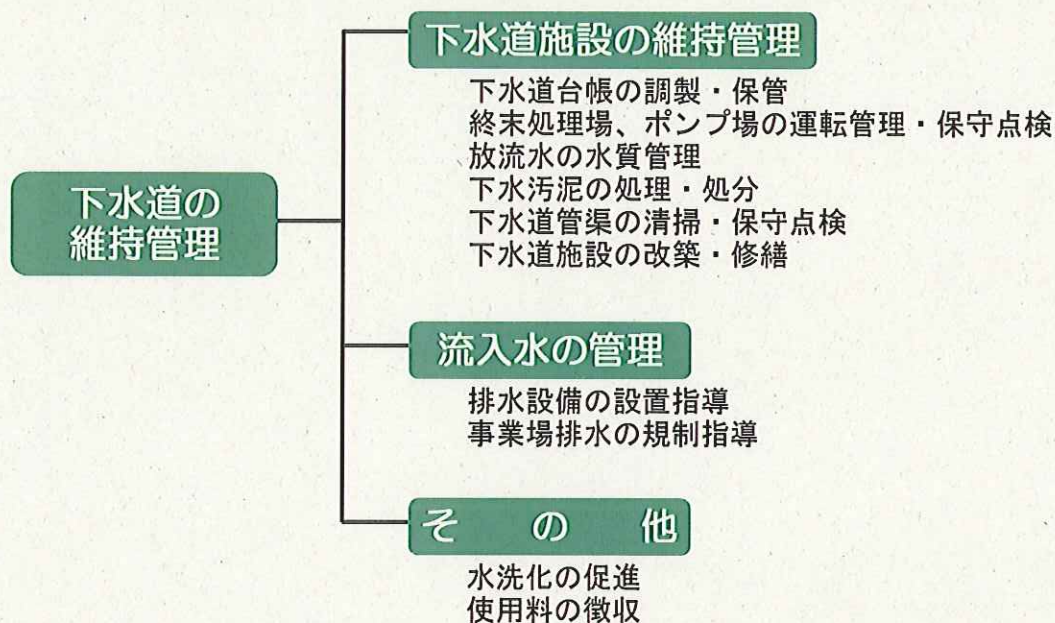 下水道の
維持管理
下水道施設の維持管理
下水道台帳の調製・保管
終末処理場、ポンプ場の運転管理・保守点検
放流水の水質管理
下水汚泥の処理・処分
下水道管渠の清掃・保守点検
下水道施設の改築・修繕
流入水の管理
排水設備の設置指導
事業場排水の規制指導
その他
水洗化の促進
使用料の徴収